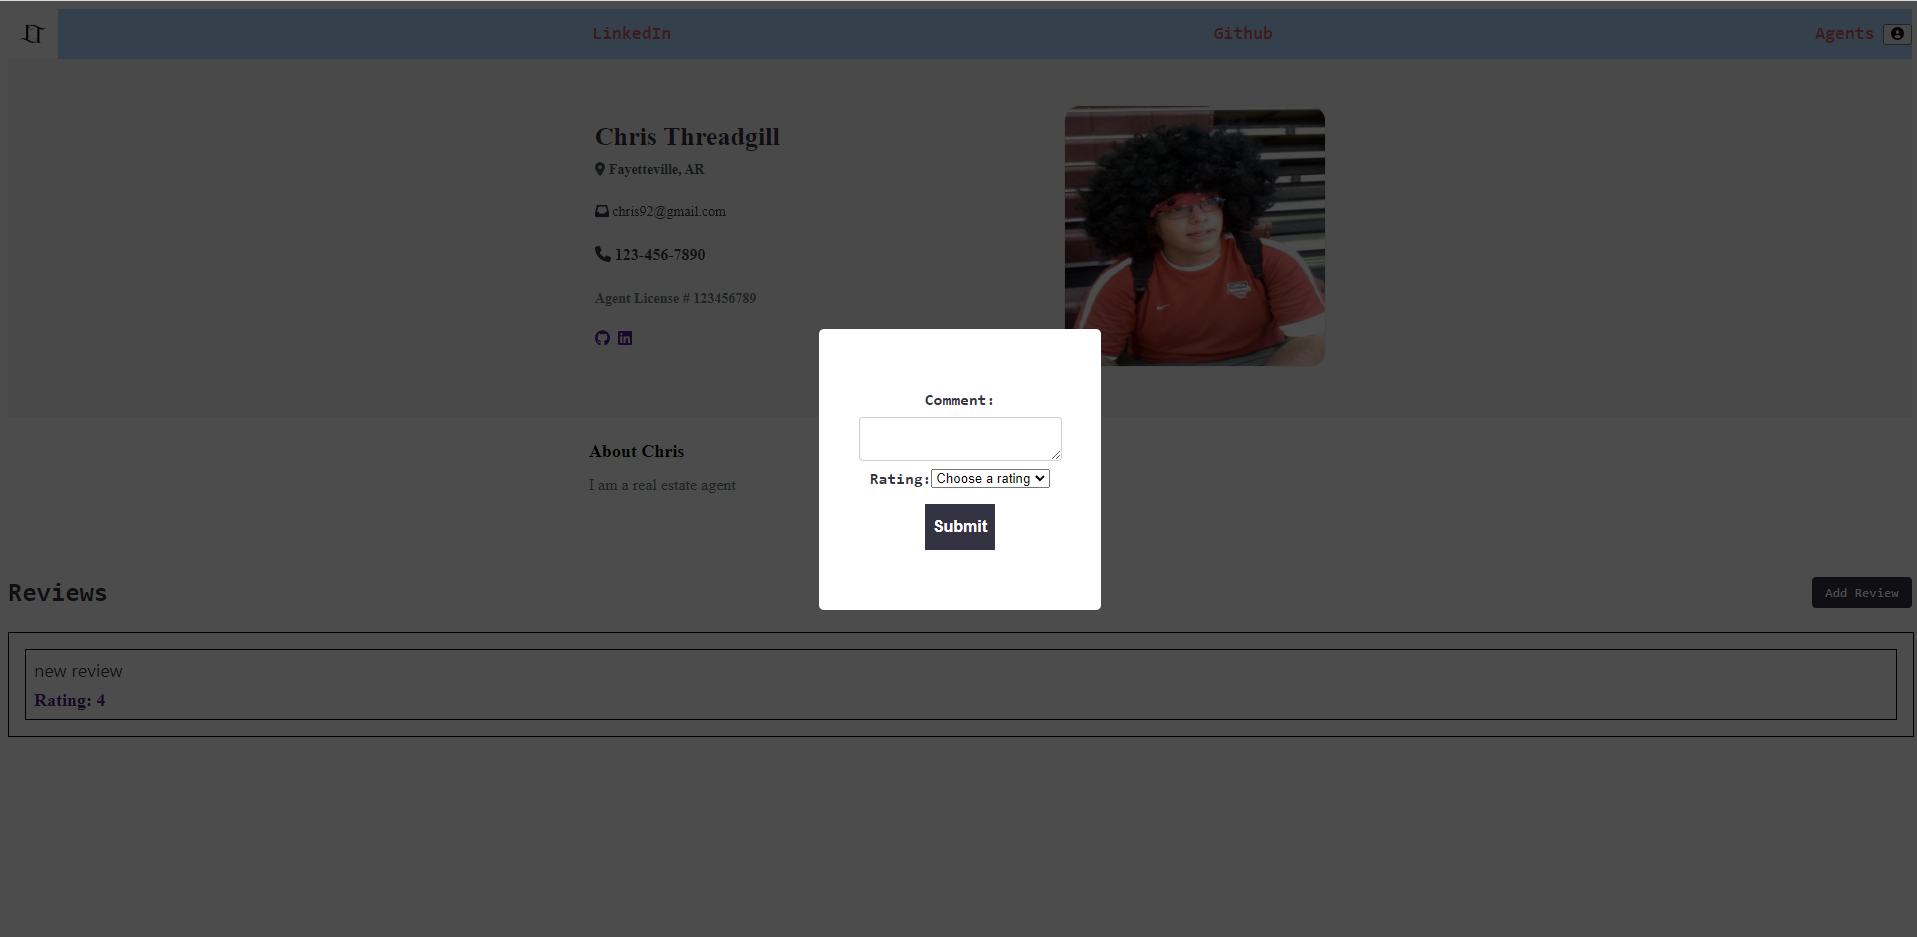 LinkedIn Github Agents
Chris Threadgill
Fayetteville, AR
chris92@gmail.com
123-456-7890
Agent License # 123456789
Comment:
Rating: Choose a rating
Submit
About Chris
I am a real estate agent
Reviews
Add Review
new review
Rating: 4